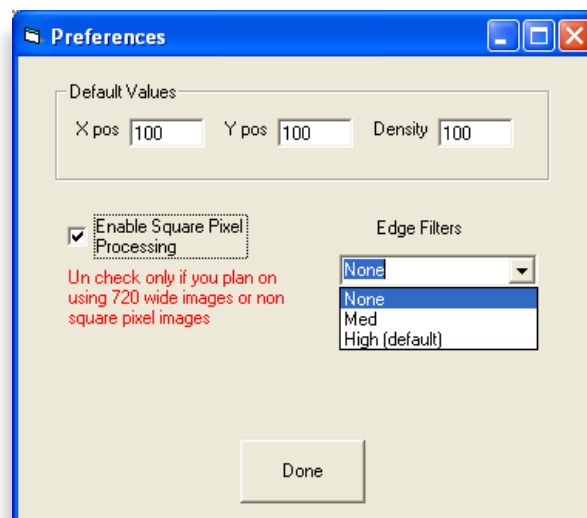 Preferences
Default Values
X pos 100 Y pos 100 Density 100
Enable Square Pixel
Processing
Un check only if you plan on
using 720 wide images or non
square pixel images
Edge Filters
None
None
Med
High (default)
Done